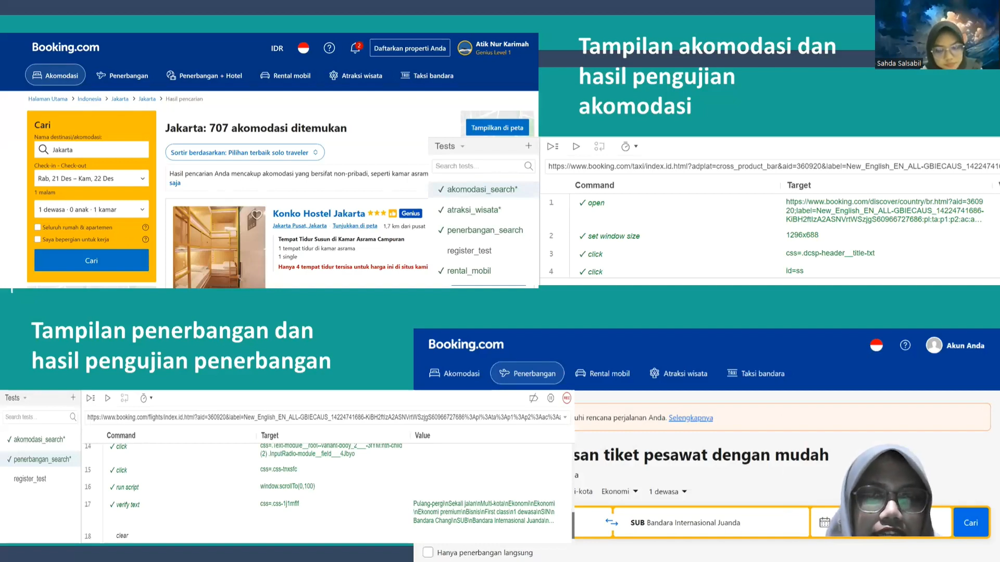 Booking.com
IDR
2
Daftarkan properti Anda
Atik Nur Karimah
Genius Level 1
Akomodasi
Penerbangan
Penerbangan + Hotel
Rental mobil
Atraksi wisata
TAXI Taksi bandara
Halaman Utama > Indonesia > Jakarta > Jakarta > Hasil pencarian
Cari
Nama destinasi/akomodasi:
Jakarta
Check-in - Check-out
Rab, 21 Des – Kam, 22 Des
1 malam
1 dewasa · 0 anak · 1 kamar
Seluruh rumah & apartemen
Saya bepergian untuk kerja
Cari
Jakarta: 707 akomodasi ditemukan
Tampilkan di peta
Sortir berdasarkan: Pilihan terbaik solo traveler
Hasil pencarian Anda mencakup akomodasi yang bersifat non-pribadi, seperti kamar asram
saja
Konko Hostel Jakarta
Genius
Jakarta Pusat, Jakarta Tunjukkan di peta 1,7 km dari pusat
Tempat Tidur Susun di Kamar Asrama Campuran
1 tempat tidur di kamar asrama
1 single
Hanya 4 tempat tidur tersisa untuk harga ini di situs kami
Tests
Search tests...
✓ akomodasi_search*
✓ atraksi_wisata*
✓ penerbangan_search
register_test
✓ rental_mobil
Tampilan akomodasi dan
hasil pengujian
akomodasi
Sahda Salsabil
https://www.booking.com/taxi/index.id.html?adplat=cross_product_bar&aid=360920&label=New_English_EN_ALL-GBIECAUS_14224741
Command Target
1 ✓ open https://www.booking.com/discover/country/br.html?aid=3609
20;label=New_English_EN_ALL-GBIECAUS_14224741686-
KiBH2ftIzA2ASNVrtWSzjgS60966727686:pl:ta:p1:p2:ac:a...
2 ✓ set window size 1296x688
3 ✓ click css=.dcsp-header__title-txt
4 ✓ click id=ss
Tampilan penerbangan dan
hasil pengujian penerbangan
Tests
Search tests...
✓ akomodasi_search*
✓ penerbangan_search*
register_test
REC
https://www.booking.com/flights/index.id.html?aid=360920&label=New_English_EN_ALL-GBIECAUS_14224741686-KiBH2ftIzA2ASNVrtWSzjgS60966727686%3Apl%3Ata%3Ap1%3Ap2%3Aac%3A
Command Target Value
14 ✓ click css=.Text-module__root--variant-body_2___-3fYM:nth-child
(2) .InputRadio-module__field___4Jbyo
15 ✓ click css=.css-tnxsfc
16 ✓ run script window.scrollTo(0,100)
17 ✓ verify text css=.css-1j1mflf Pulang-pergi\nSekali jalan\nMulti-kota\nEkonomi\nEkonomi
\nEkonomi premium\nBisnis\nFirst class\n1 dewasa\nSIN\n
Bandara Changi\nSUB\nBandara Internasional Juanda\n...
18 clear
Booking.com
Akun Anda
Akomodasi
Penerbangan
Rental mobil
Atraksi wisata
TAXI Taksi bandara
uhi rencana perjalanan Anda. Selengkapnya
san tiket pesawat dengan mudah
a
i-kota Ekonomi 1 dewasa
SUB Bandara Internasional Juanda
Cari
Hanya penerbangan langsung